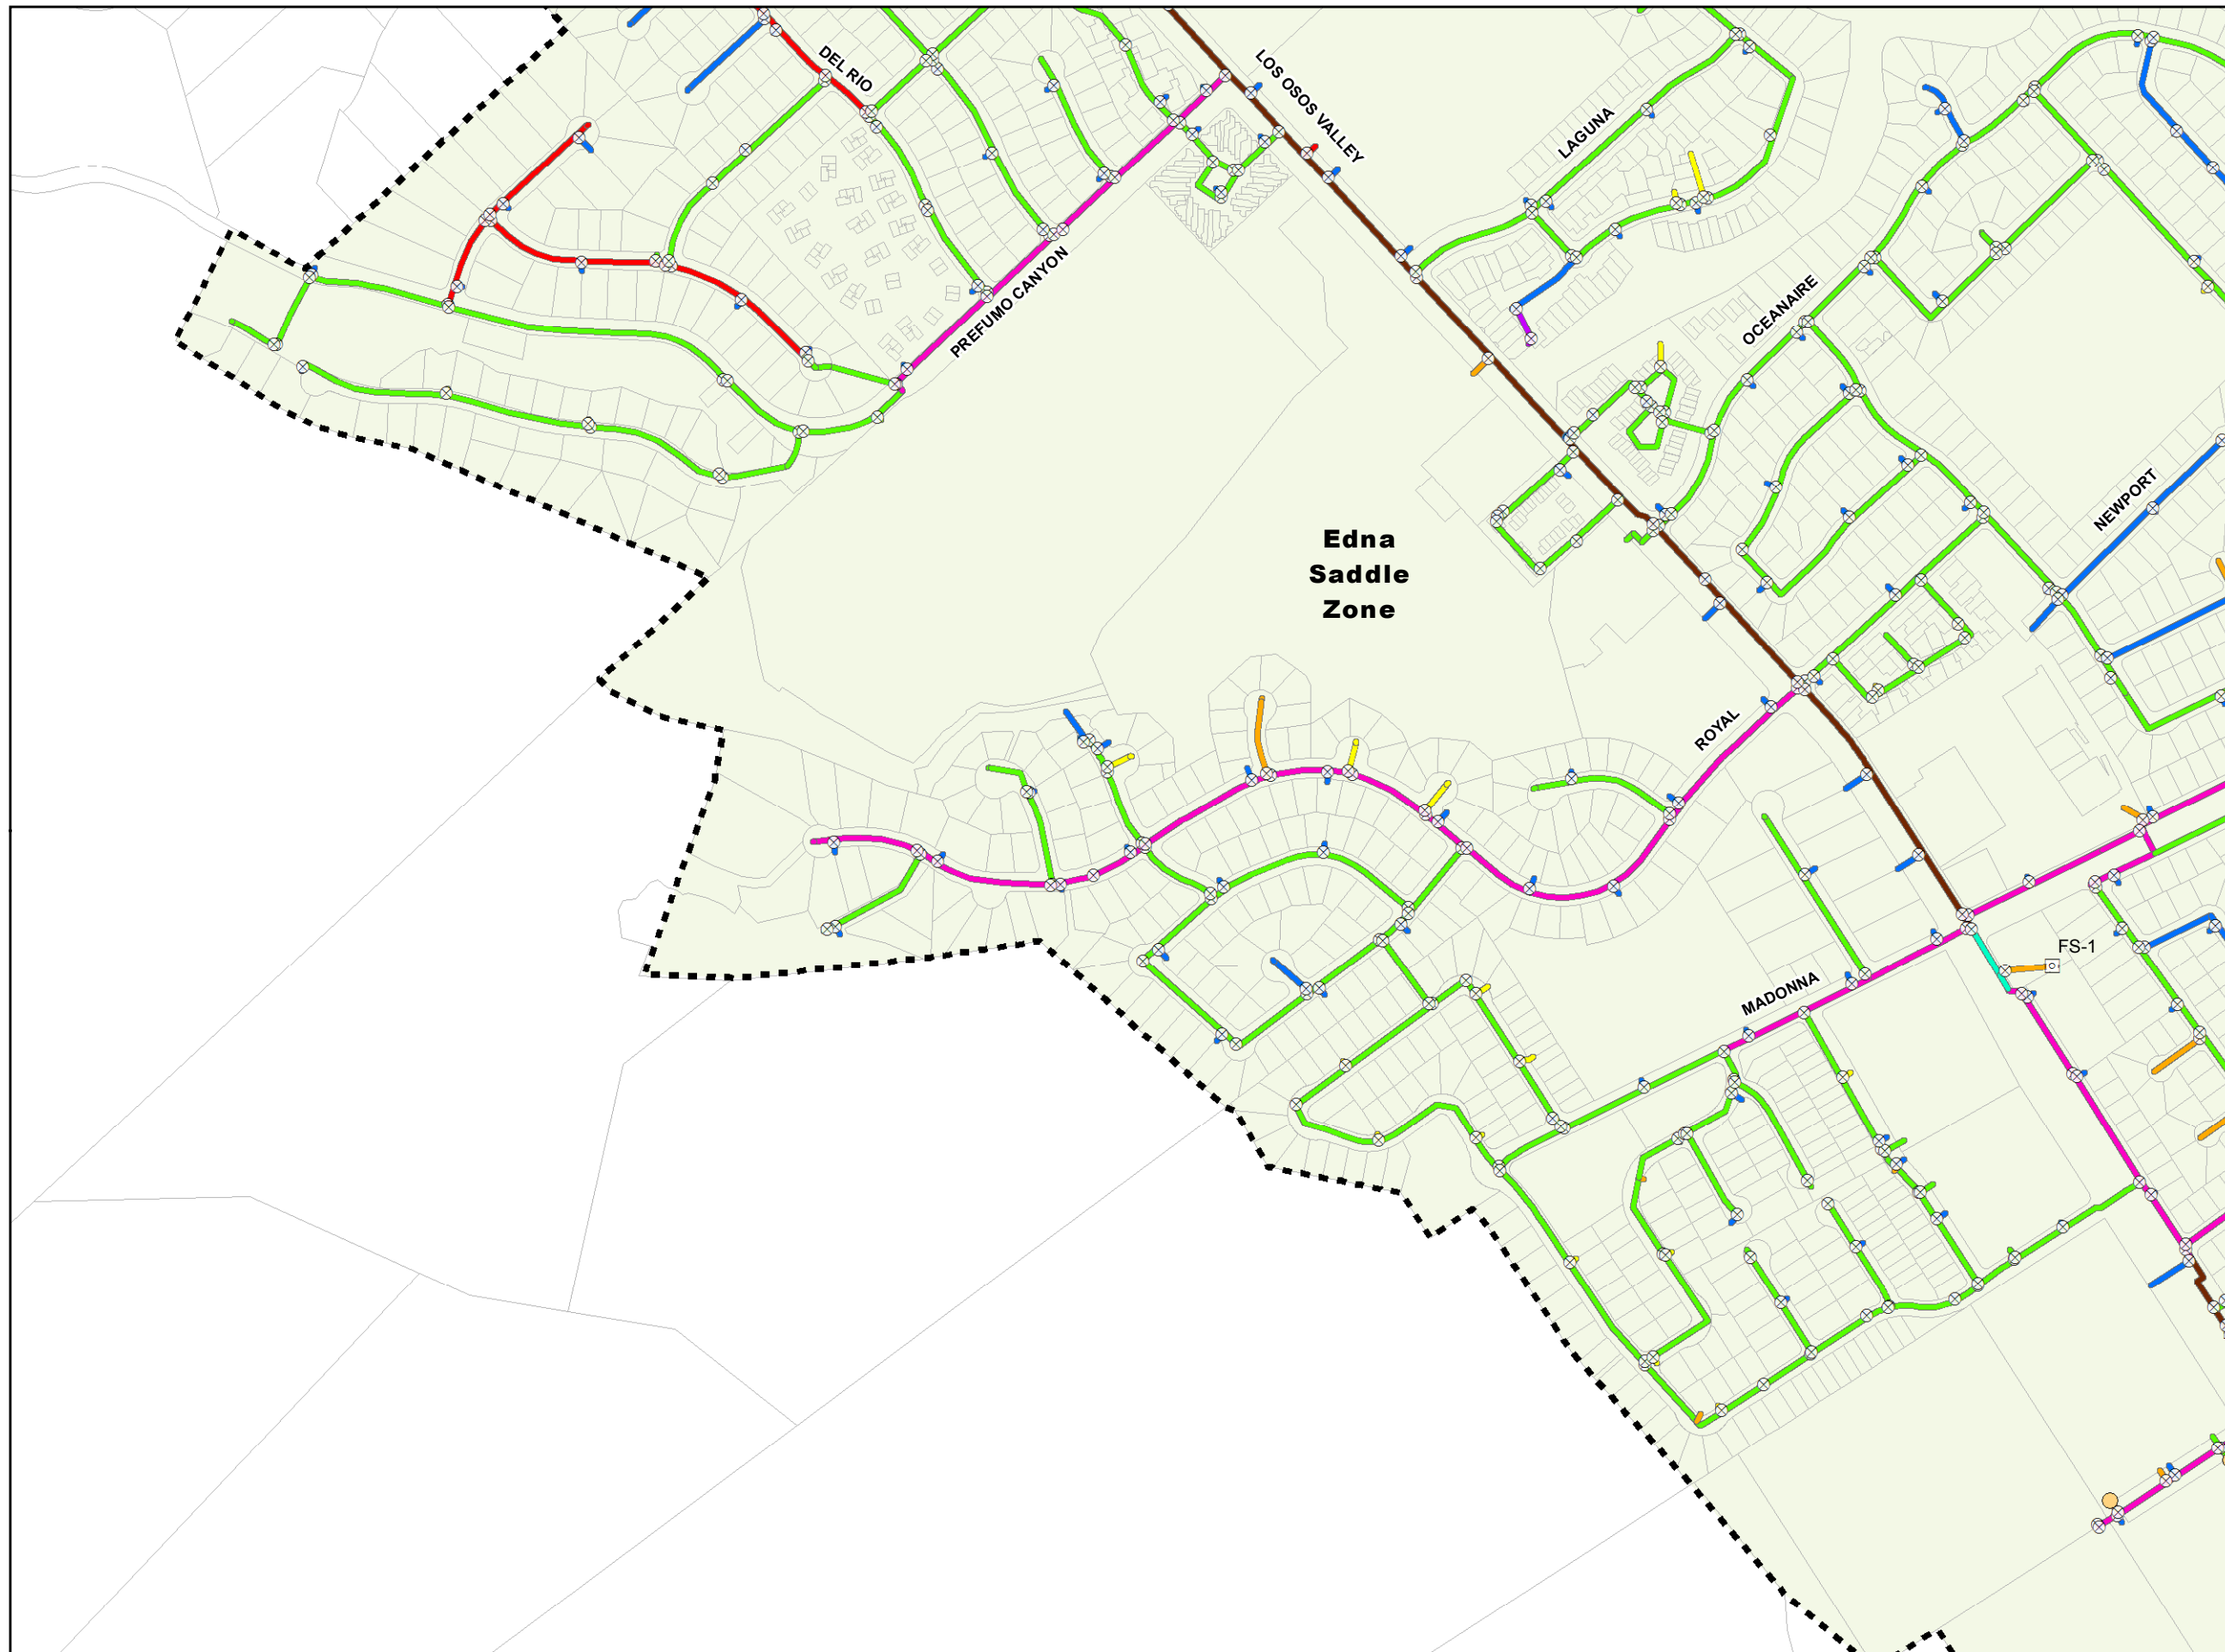 DEL RIO
LOS OSOS VALLEY
LAGUNA
PREFUMO CANYON
OCEANAIRE
NEWPORT
Edna
Saddle
Zone
ROYAL
FS-1
MADONNA